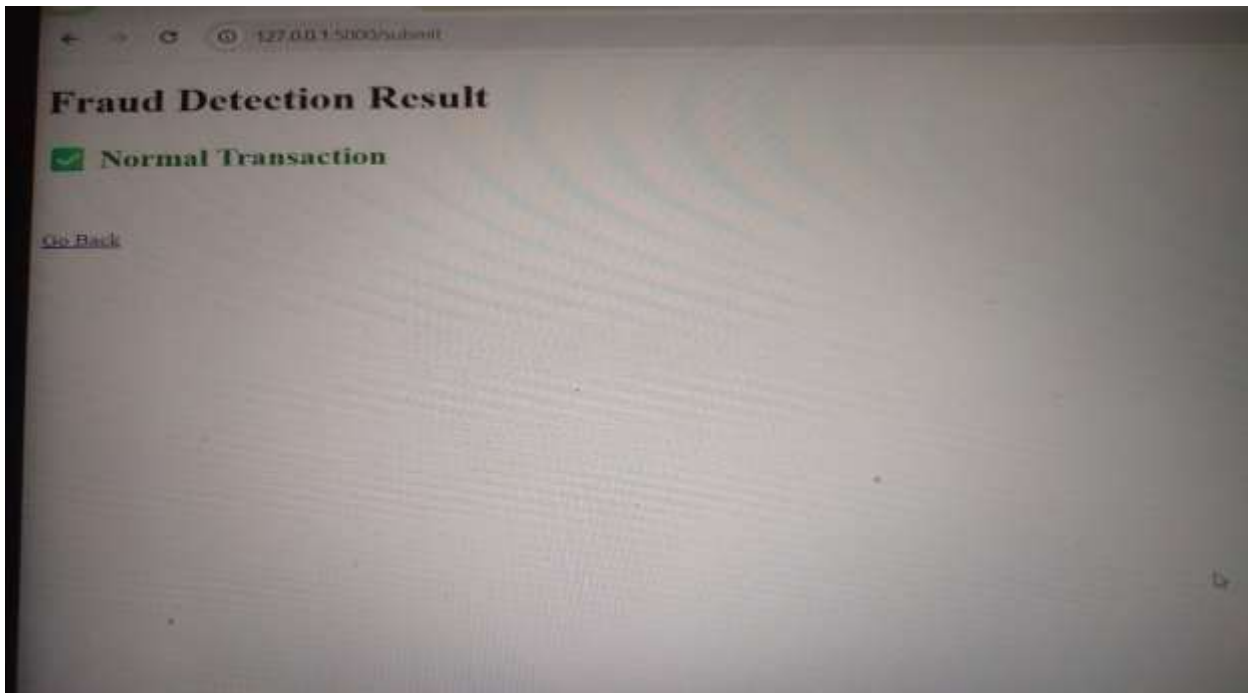 127.0.0.1:5000/submit
Fraud Detection Result
Normal Transaction
Go Back